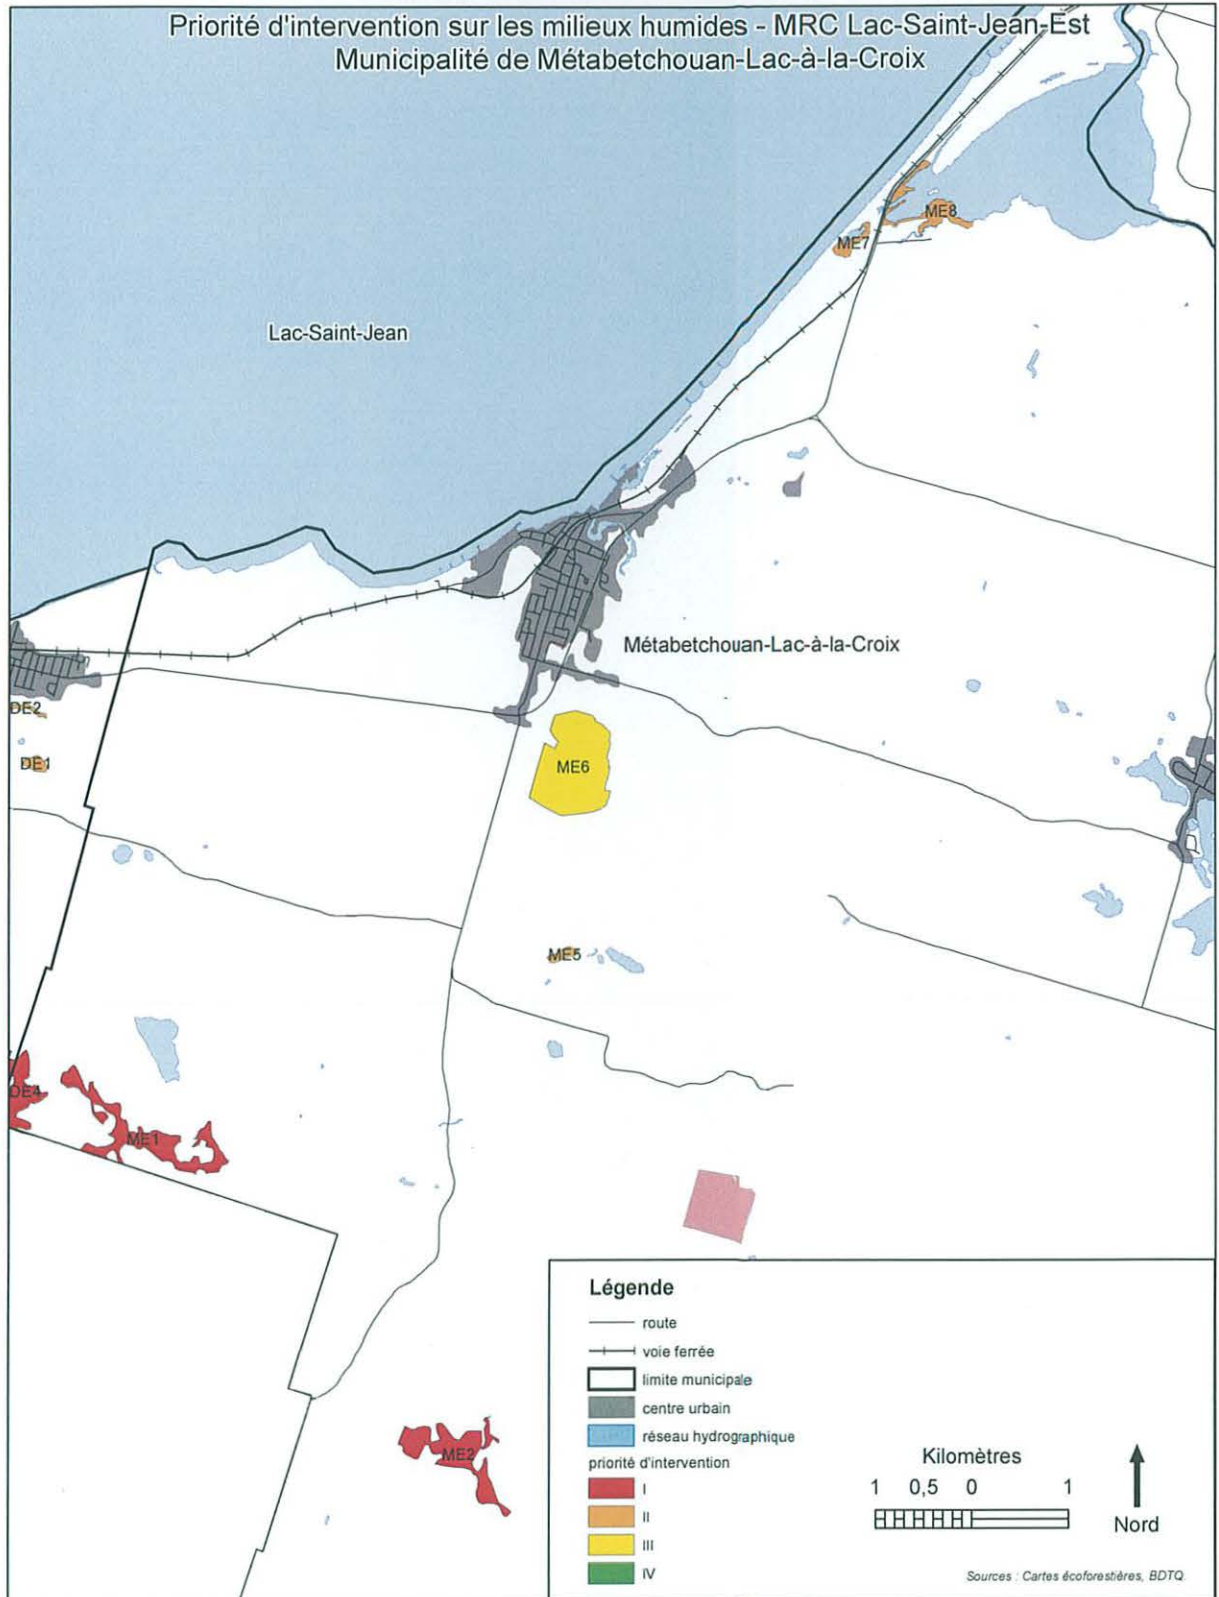 Priorité d'intervention sur les milieux humides - MRC Lac-Saint-Jean-Est
Municipalité de Métabetchouan-Lac-à-la-Croix
ME8
ME7
Lac-Saint-Jean
Métabetchouan-Lac-à-la-Croix
DE2
DE1
ME6
ME5
DE4
ME1
ME2
Légende
route
voie ferrée
limite municipale
centre urbain
réseau hydrographique
priorité d'intervention
I
II
III
IV
Kilomètres
1 0,5 0 1
Nord
Sources : Cartes écoforestières, BDTQ.